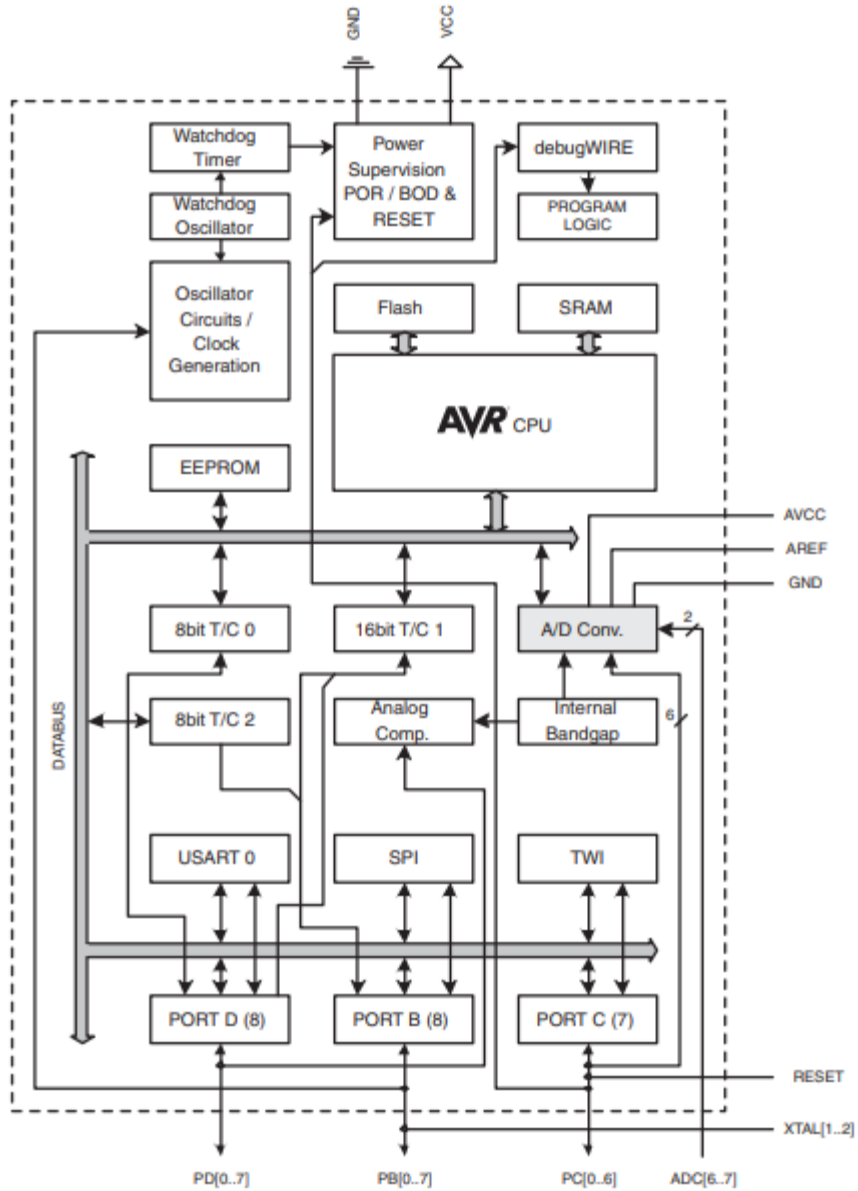 GND
VCC
Watchdog
Timer
Power
Supervision
POR / BOD &
RESET
debugWIRE
Watchdog
Oscillator
PROGRAM
LOGIC
Oscillator
Circuits /
Clock
Generation
Flash
SRAM
AVR CPU
EEPROM
AVCC
AREF
GND
8bit T/C 0
16bit T/C 1
A/D Conv.
2
8bit T/C 2
Analog
Comp.
Internal
Bandgap
6
DATABUS
USART 0
SPI
TWI
PORT D (8)
PORT B (8)
PORT C (7)
RESET
XTAL[1..2]
PD[0..7]
PB[0..7]
PC[0..6]
ADC[6..7]